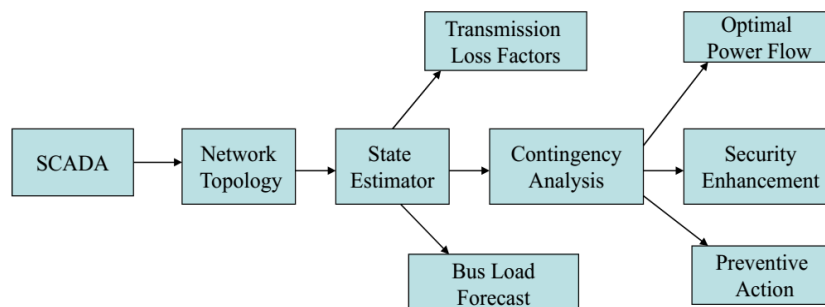 Transmission
Loss Factors
Optimal
Power Flow
SCADA
Network
Topology
State
Estimator
Contingency
Analysis
Security
Enhancement
Bus Load
Forecast
Preventive
Action